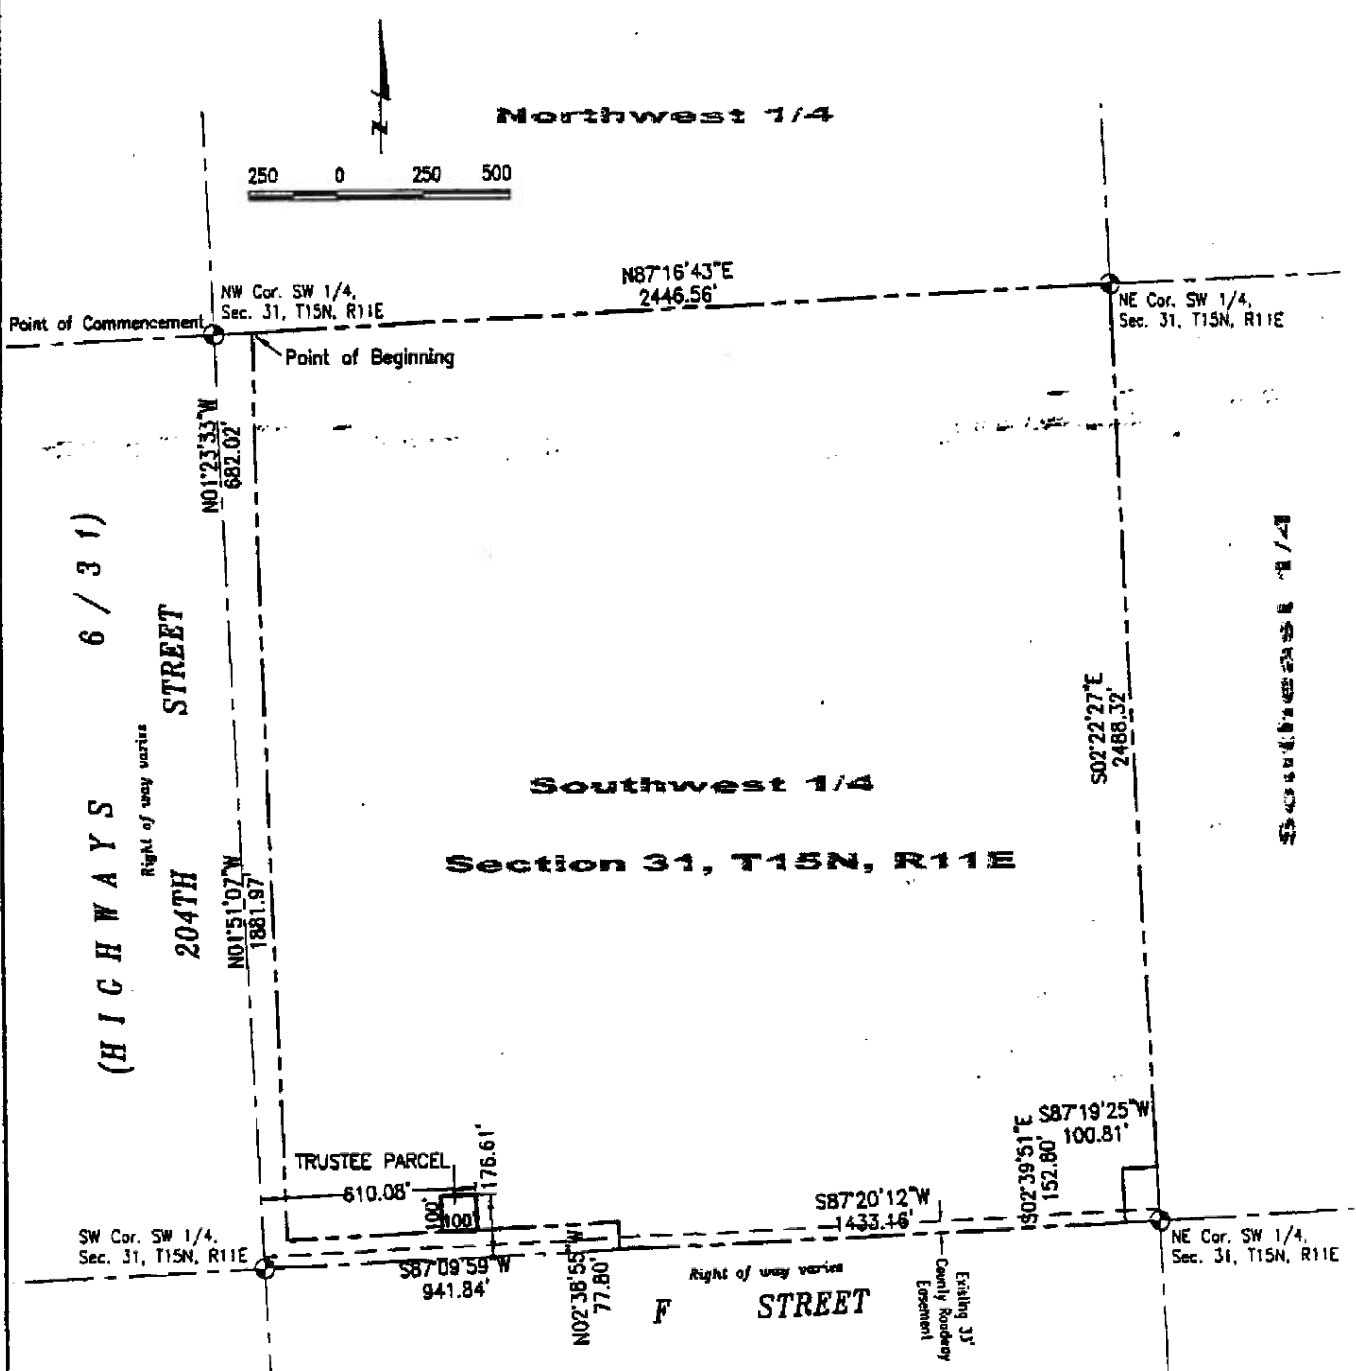 N
Northwest 1/4
250 0 250 500
N87°16'43"E
2446.56'
NW Cor. SW 1/4,
Sec. 31, T15N, R11E
NE Cor. SW 1/4,
Sec. 31, T15N, R11E
Point of Commencement
Point of Beginning
N01°23'33"W
682.02'
(HIGHWAYS 6/31)
Right of way varies
204TH STREET
N01°51'07"W
1881.97'
S02°22'27"E
2488.32'
Southeast 1/4
Southwest 1/4
Section 31, T15N, R11E
S87°19'25"W
100.81'
S02°39'51"E
152.80'
TRUSTEE PARCEL
176.61'
610.08'
100'
100'
S87°20'12"W
1433.16'
SW Cor. SW 1/4,
Sec. 31, T15N, R11E
NE Cor. SW 1/4,
Sec. 31, T15N, R11E
S87°09'59"W
941.84'
N02°38'55"W
77.80'
Right of way varies
F STREET
Existing 33'
County Roadway
Easement